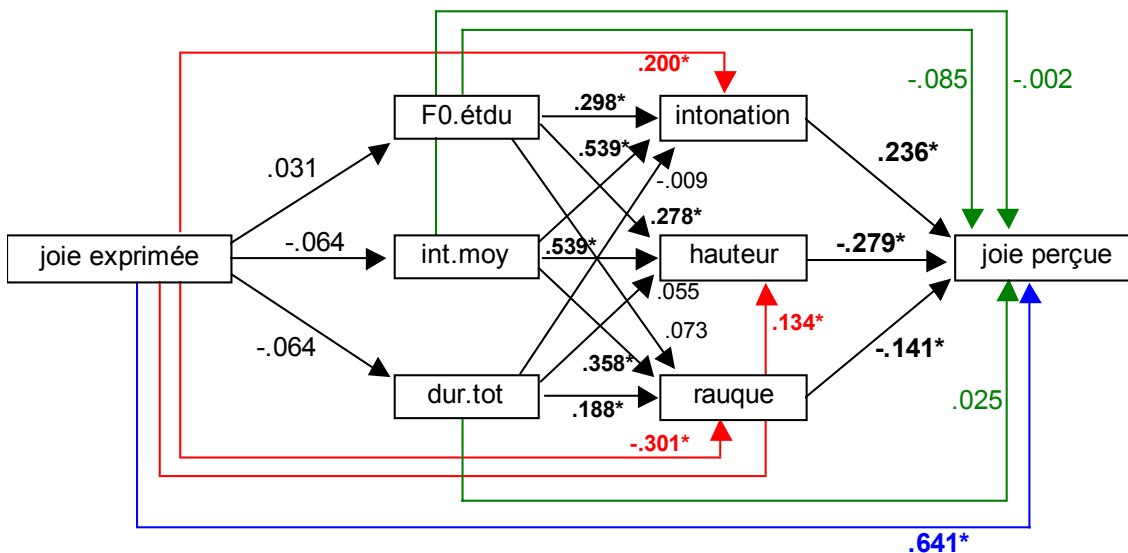 .200*
-.085
-.002
F0.étdu
.298*
intonation
.539*
.236*
.031
-.009
.278*
joie exprimée
-.064
int.moy
.539*
hauteur
-.279*
joie perçue
.055
.134*
.073
-.064
.358*
-.141*
dur.tot
.188*
rauque
.025
-.301*
.641*